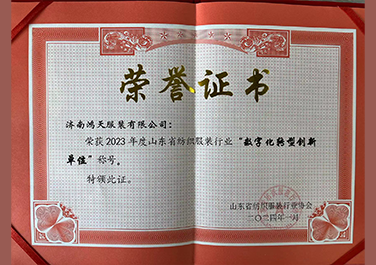 荣誉证书
济南鸿天服装有限公司：
荣获2023年度山东省纺织服装行业“数字化转型创新
单位”称号。
特颁此证。
山东省纺织服装行业协会
二〇二四年一月